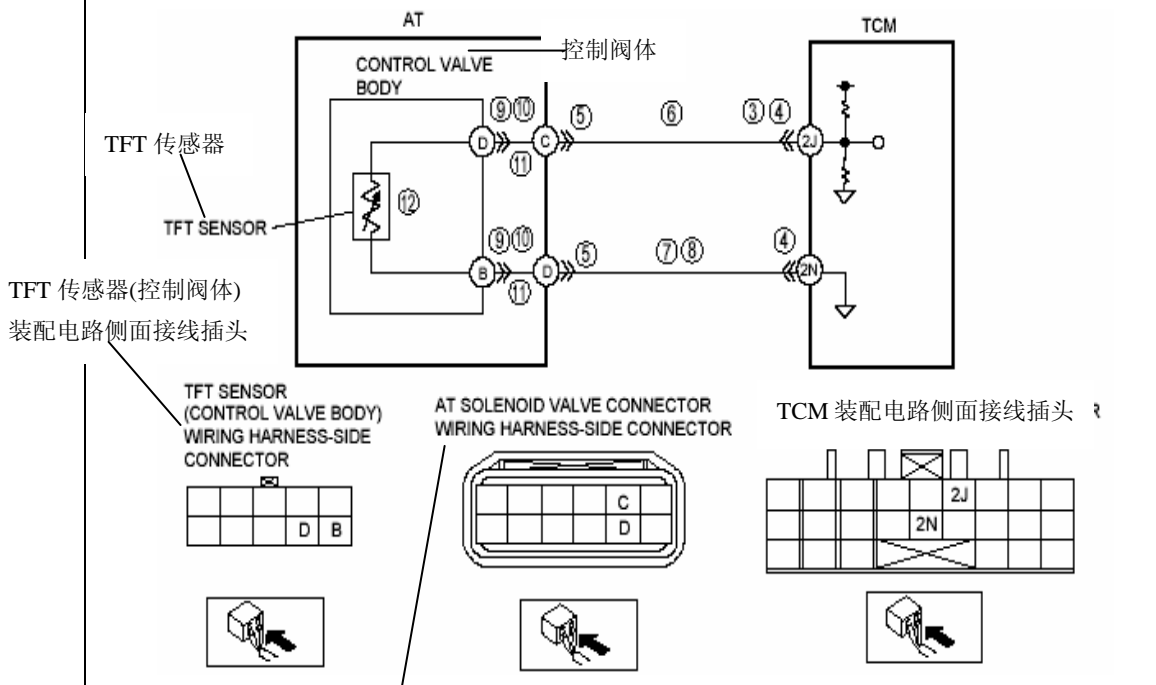 AT
TCM
控制阀体
CONTROL VALVE
BODY
⑨⑩
⑤
⑥
③④
D
C
2J
⑪
TFT 传感器
⑫
TFT SENSOR
⑨⑩
⑤
⑦⑧
④
B
D
2N
⑪
TFT 传感器(控制阀体)
装配电路侧面接线插头
TFT SENSOR
(CONTROL VALVE BODY)
WIRING HARNESS-SIDE
CONNECTOR
AT SOLENOID VALVE CONNECTOR
WIRING HARNESS-SIDE CONNECTOR
TCM 装配电路侧面接线插头
R
D B
C
D
2J
2N